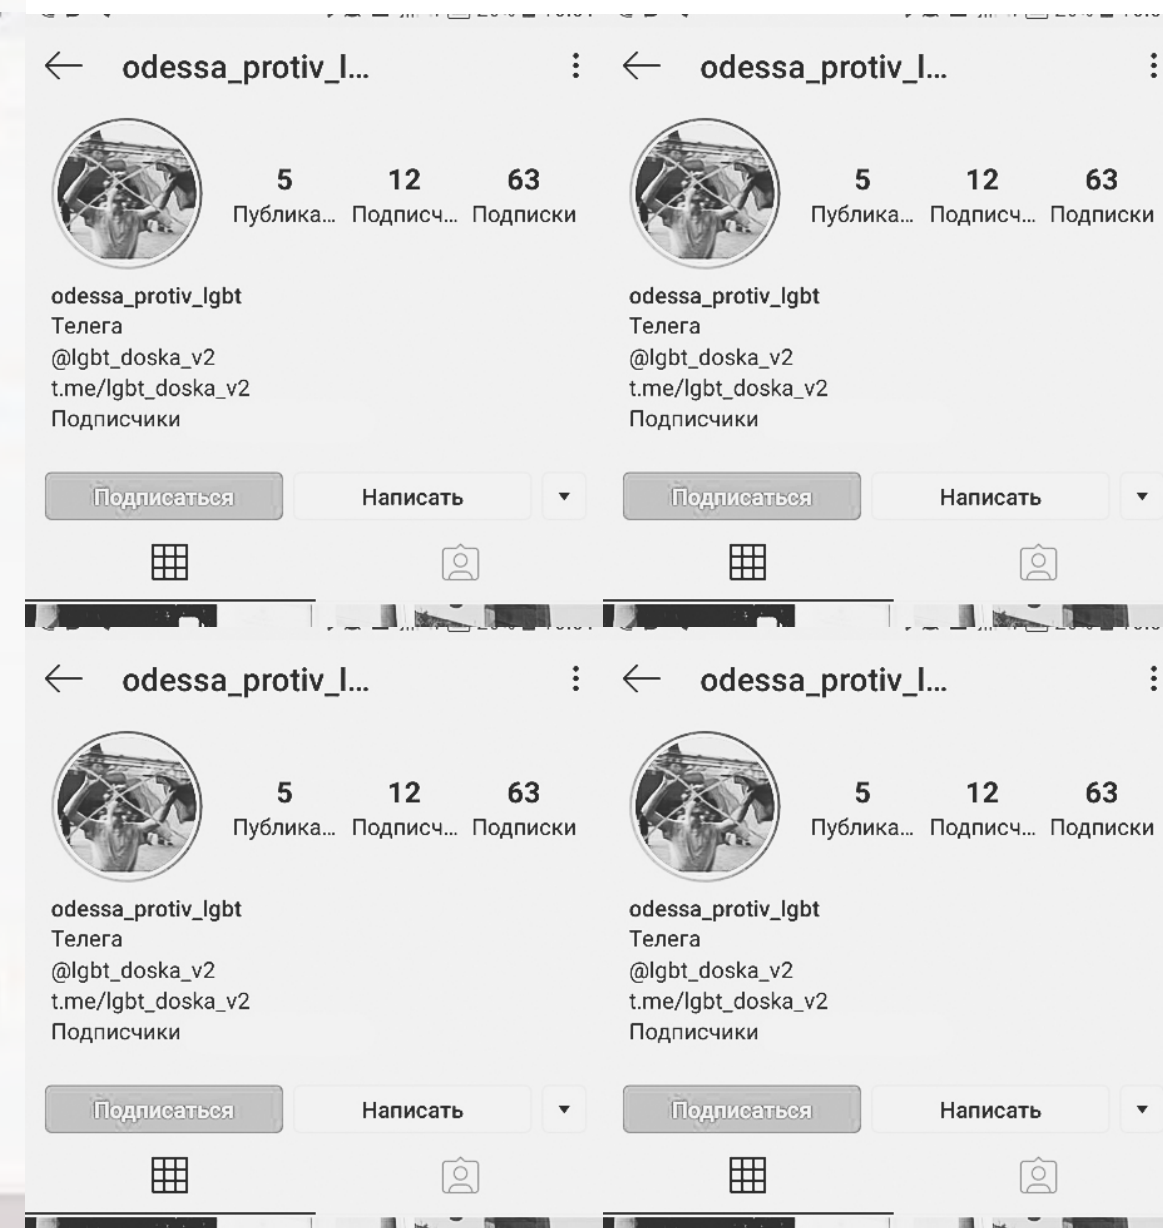 odessa_protiv_l... odessa_protiv_l...
5 12 63 5 12 63
Публика... Подписч... Подписки Публика... Подписч... Подписки
odessa_protiv_lgbt odessa_protiv_lgbt
Телега Телега
@lgbt_doska_v2 @lgbt_doska_v2
t.me/lgbt_doska_v2 t.me/lgbt_doska_v2
Подписчики Подписчики
Подписаться Написать Подписаться Написать
odessa_protiv_l... odessa_protiv_l...
5 12 63 5 12 63
Публика... Подписч... Подписки Публика... Подписч... Подписки
odessa_protiv_lgbt odessa_protiv_lgbt
Телега Телега
@lgbt_doska_v2 @lgbt_doska_v2
t.me/lgbt_doska_v2 t.me/lgbt_doska_v2
Подписчики Подписчики
Подписаться Написать Подписаться Написать